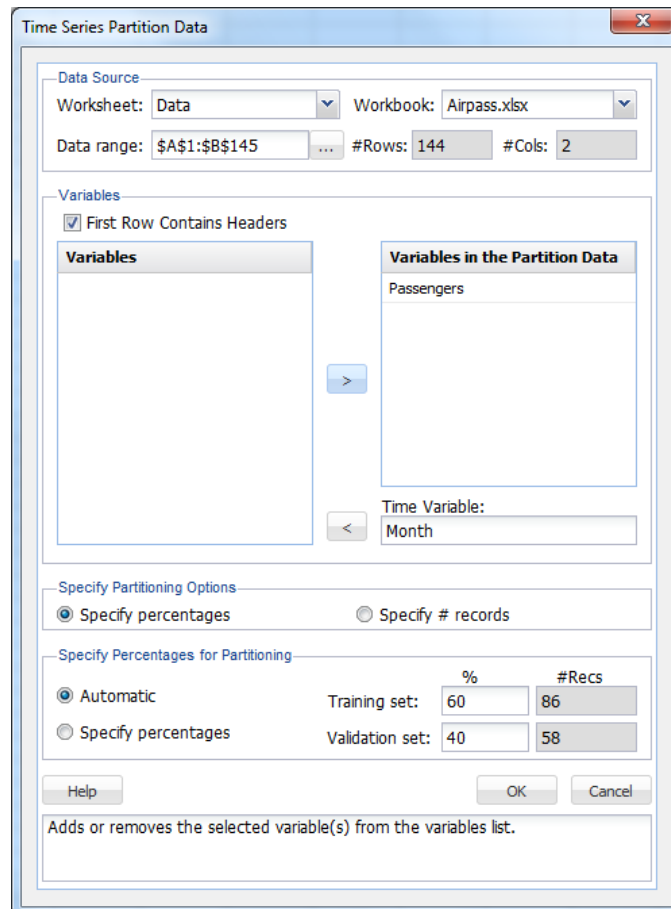 Time Series Partition Data
Data Source
Worksheet: Data Workbook: Airpass.xlsx
Data range: $A$1:$B$145 ... #Rows: 144 #Cols: 2
Variables
First Row Contains Headers
Variables Variables in the Partition Data
Passengers
>
Time Variable:
< Month
Specify Partitioning Options
Specify percentages Specify # records
Specify Percentages for Partitioning
% #Recs
Automatic Training set: 60 86
Specify percentages Validation set: 40 58
Help OK Cancel
Adds or removes the selected variable(s) from the variables list.